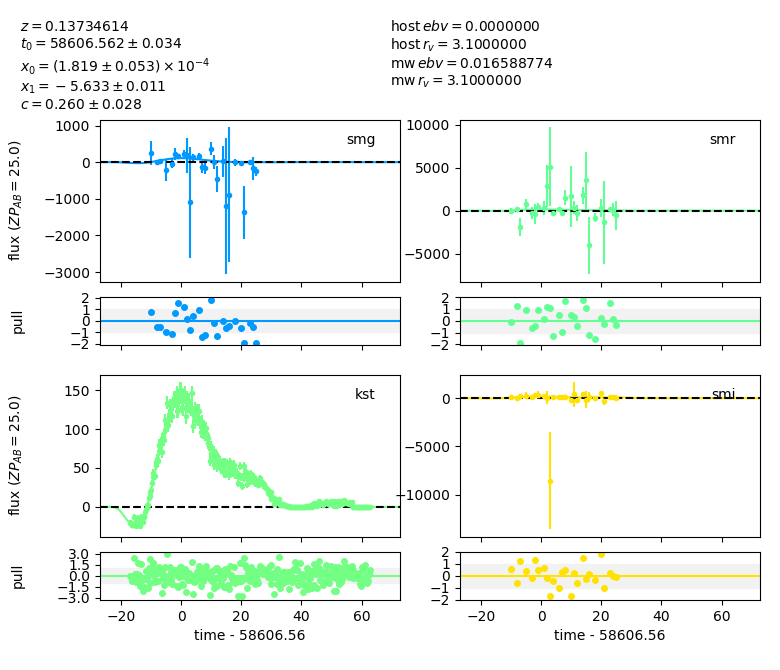 z = 0.13734614
t₀ = 58606.562 ± 0.034
x₀ = (1.819 ± 0.053) × 10⁻⁴
x₁ = −5.633 ± 0.011
c = 0.260 ± 0.028
host ebv = 0.0000000
host r_v = 3.1000000
mw ebv = 0.016588774
mw r_v = 3.1000000
flux (ZP_AB = 25.0)
1000
0
−1000
−2000
−3000
smg
10000
5000
0
−5000
smr
pull
2
1
0
−1
−2
2
1
0
−1
−2
flux (ZP_AB = 25.0)
150
100
50
0
kst
0
−5000
−10000
smi
pull
3.0
1.5
0.0
−1.5
−3.0
−20 0 20 40 60
time - 58606.56
2
1
0
−1
−2
−20 0 20 40 60
time - 58606.56